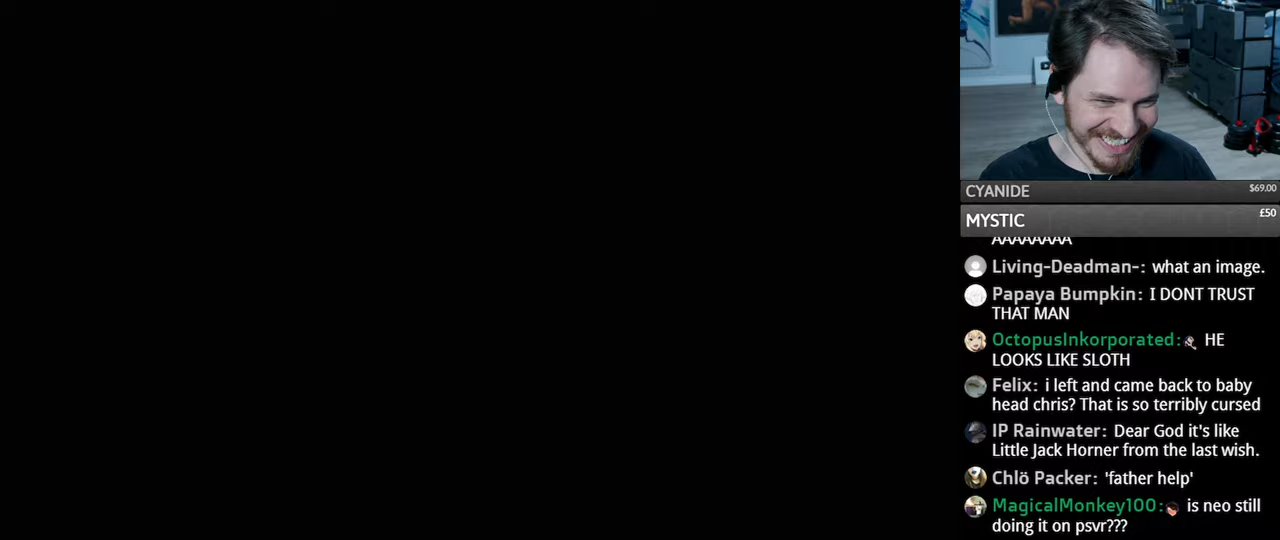 CYANIDE $69.00
MYSTIC £50
AAAAAAAA
Living-Deadman-: what an image.
Papaya Bumpkin: I DONT TRUST
THAT MAN
OctopusInkorporated: HE
LOOKS LIKE SLOTH
Felix: i left and came back to baby
head chris? That is so terribly cursed
IP Rainwater: Dear God it's like
Little Jack Horner from the last wish.
Chlö Packer: 'father help'
MagicalMonkey100: is neo still
doing it on psvr???